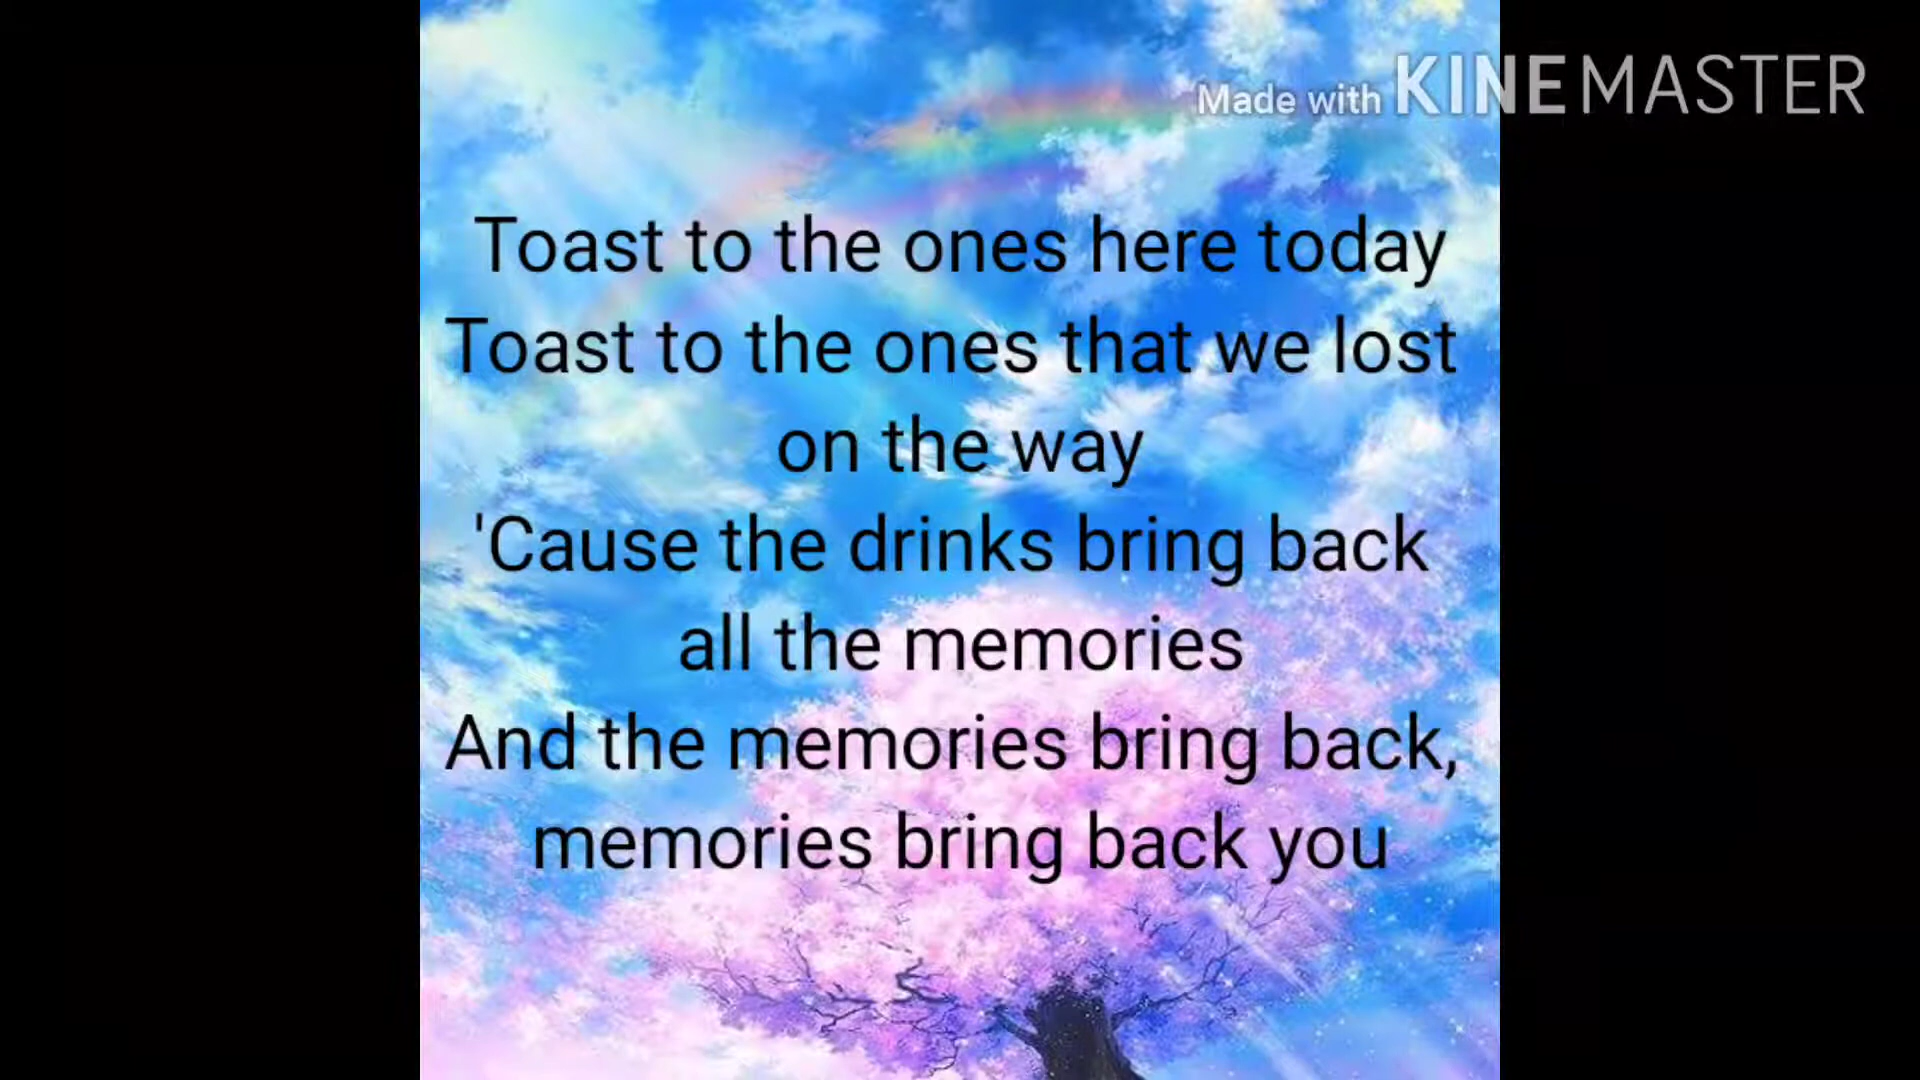 Made with KINEMASTER
Toast to the ones here today
Toast to the ones that we lost
on the way
'Cause the drinks bring back
all the memories
And the memories bring back,
memories bring back you